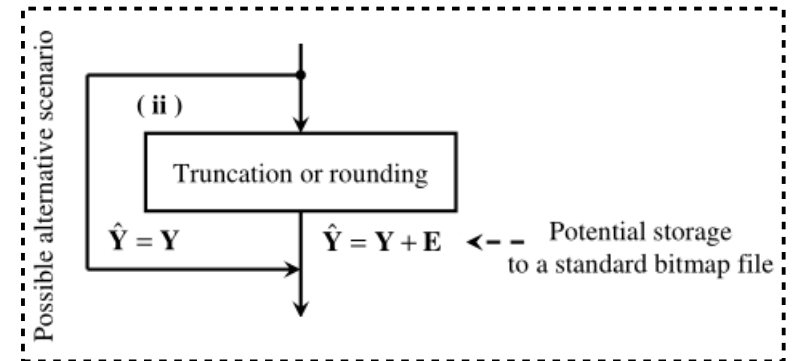 Possible alternative scenario
( ii )
Truncation or rounding
Ŷ = Y
Ŷ = Y + E
Potential storage
to a standard bitmap file